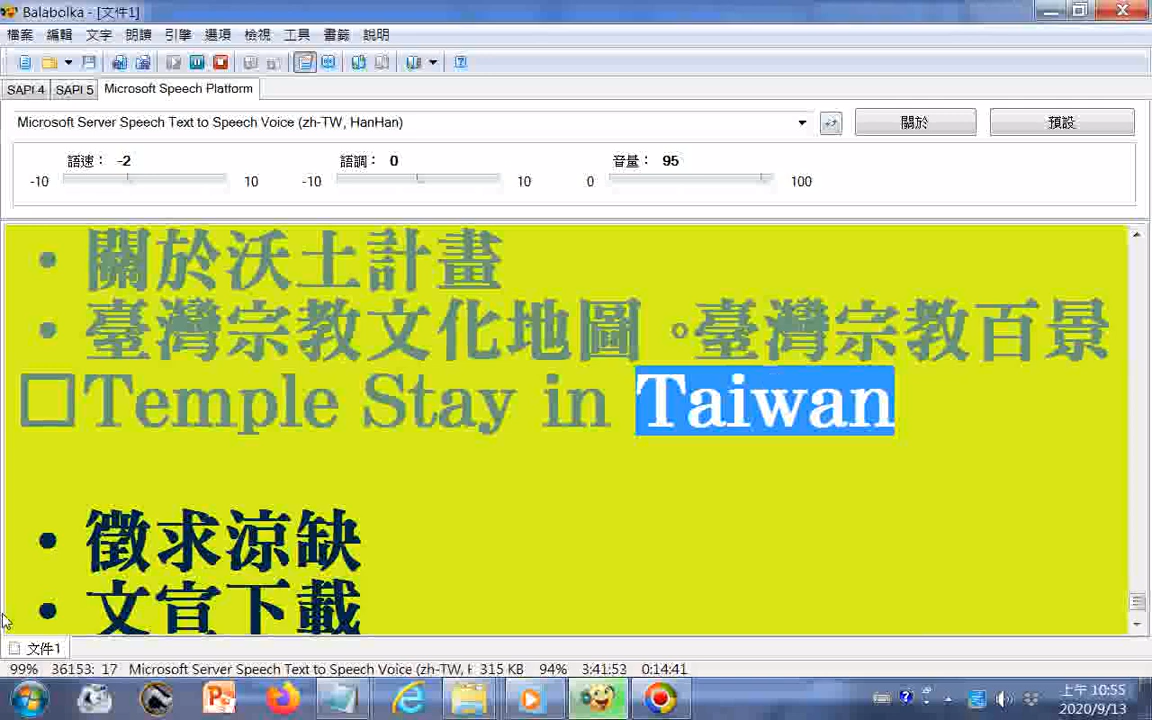 Balabolka - [文件1]
檔案 編輯 文字 朗讀 引擎 選項 檢視 工具 書籤 說明
SAPI 4 SAPI 5 Microsoft Speech Platform
Microsoft Server Speech Text to Speech Voice (zh-TW, HanHan) 關於 預設
語速： -2 語調： 0 音量： 95
-10 10 -10 10 0 100
• 關於沃土計畫
• 臺灣宗教文化地圖 。臺灣宗教百景
□Temple Stay in Taiwan
• 徵求涼缺
• 文宣下載
文件1
99% 36153: 17 Microsoft Server Speech Text to Speech Voice (zh-TW, H 315 KB 94% 3:41:53 0:14:41
上午 10:55
2020/9/13